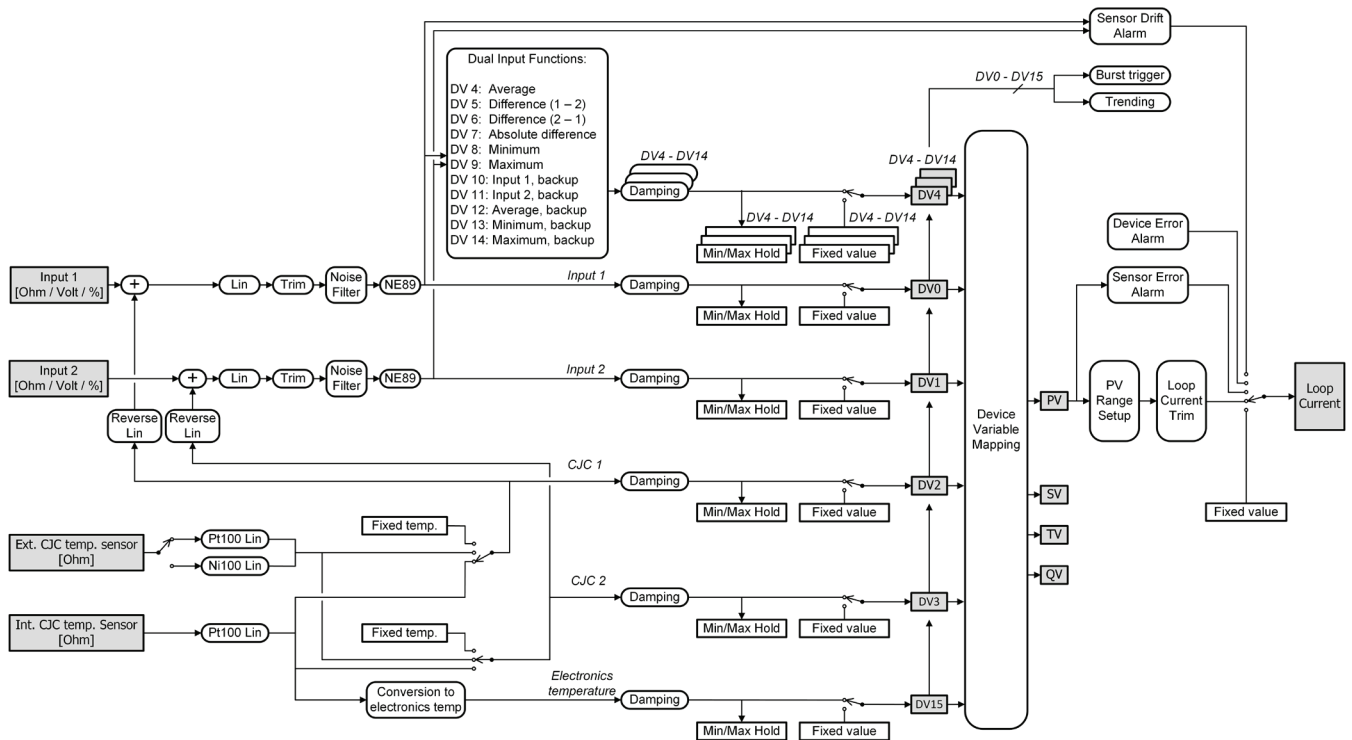 Sensor Drift
Alarm
Dual Input Functions:
DV 4: Average
DV 5: Difference (1 – 2)
DV 6: Difference (2 – 1)
DV 7: Absolute difference
DV 8: Minimum
DV 9: Maximum
DV 10: Input 1, backup
DV 11: Input 2, backup
DV 12: Average, backup
DV 13: Minimum, backup
DV 14: Maximum, backup
DV0 - DV15
Burst trigger
Trending
DV4 - DV14
Damping
DV4 - DV14
DV4
DV4 - DV14
Min/Max Hold
DV4 - DV14
Fixed value
Device Error
Alarm
Sensor Error
Alarm
Input 1
[Ohm / Volt / %]
+
Lin
Trim
Noise
Filter
NE89
Input 1
Damping
Min/Max Hold
Fixed value
DV0
Input 2
[Ohm / Volt / %]
+
Lin
Trim
Noise
Filter
NE89
Input 2
Damping
Min/Max Hold
Fixed value
DV1
Reverse
Lin
Reverse
Lin
Device
Variable
Mapping
PV
PV
Range
Setup
Loop
Current
Trim
Loop
Current
CJC 1
Damping
Min/Max Hold
Fixed value
DV2
SV
TV
QV
Fixed value
Ext. CJC temp. sensor
[Ohm]
Pt100 Lin
Ni100 Lin
Fixed temp.
CJC 2
Damping
Min/Max Hold
Fixed value
DV3
Int. CJC temp. Sensor
[Ohm]
Pt100 Lin
Fixed temp.
Conversion to
electronics temp
Electronics
temperature
Damping
Min/Max Hold
Fixed value
DV15